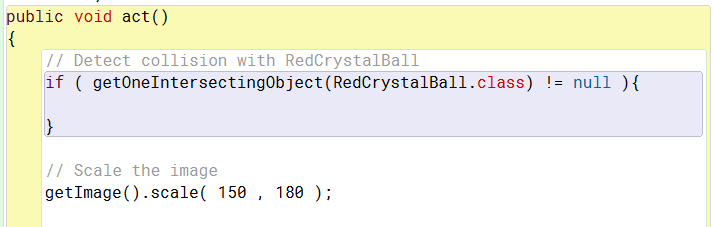 public void act()
{
// Detect collision with RedCrystalBall
if ( getOneIntersectingObject(RedCrystalBall.class) != null ){
}
// Scale the image
getImage().scale( 150 , 180 );